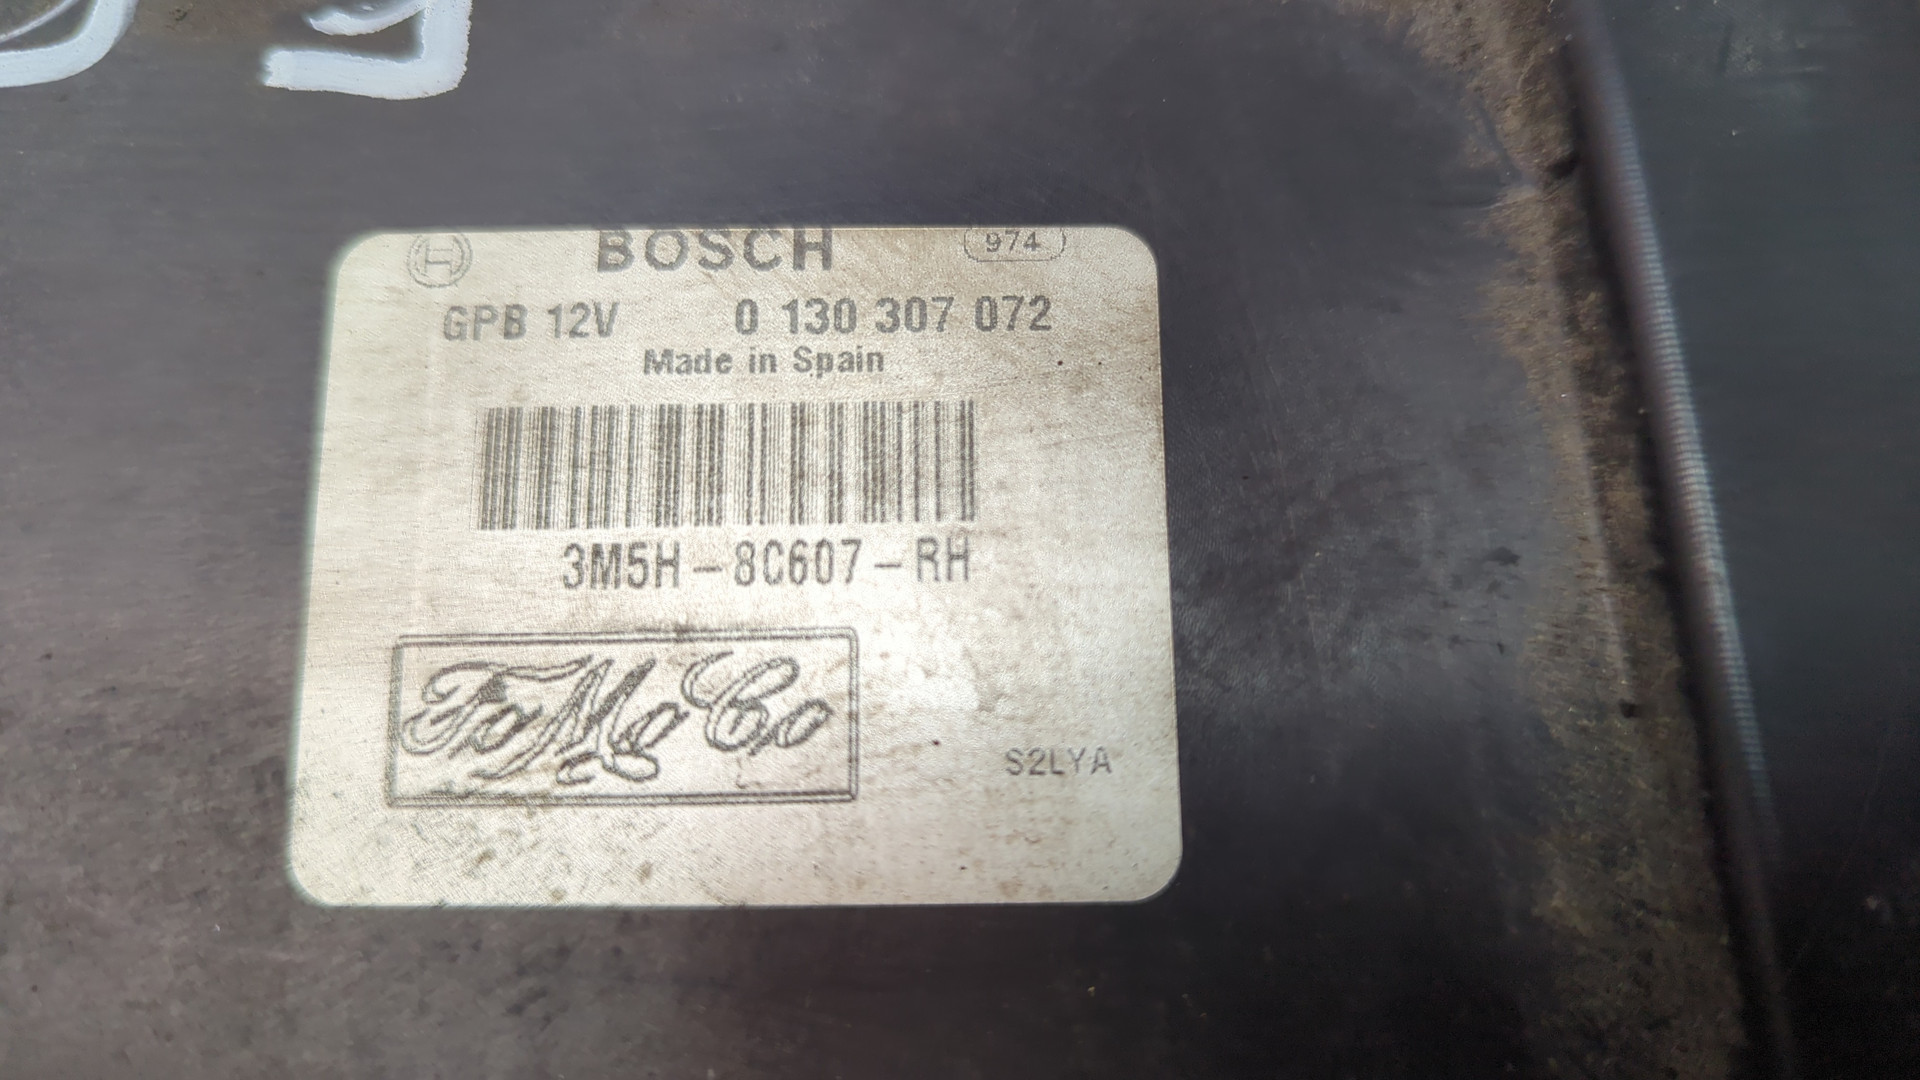 BOSCH 974
GPB 12V 0 130 307 072
Made in Spain
3M5H-8C607-RH
FoMoCo
S2LYA